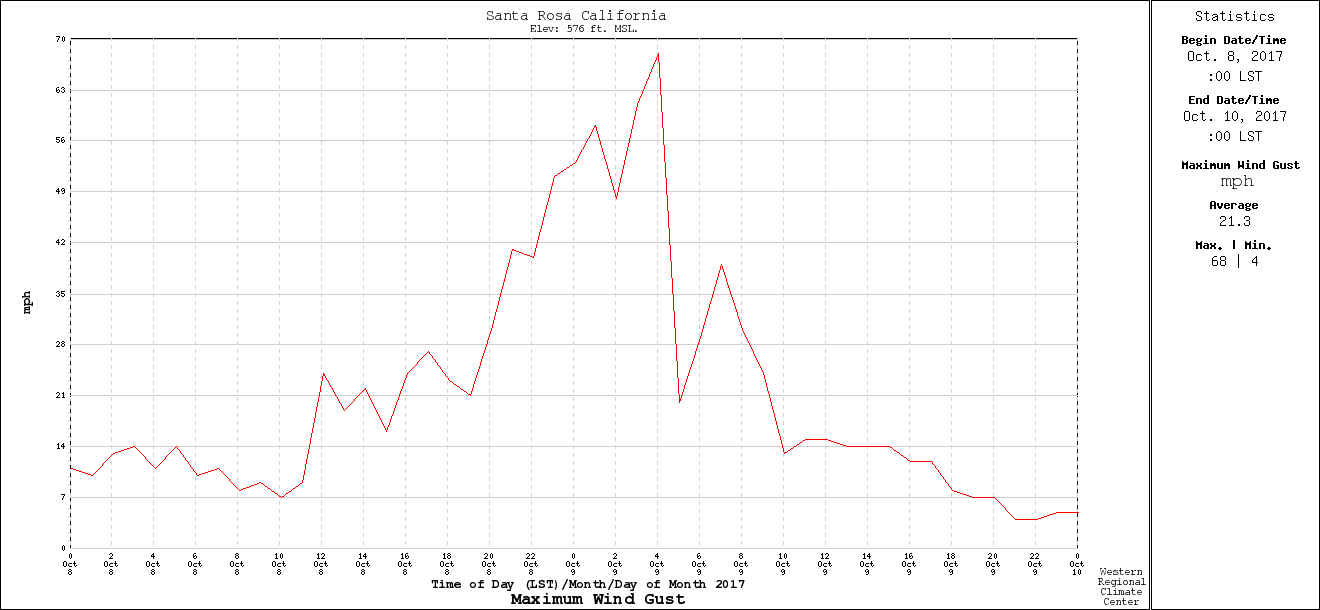 Santa Rosa California
Elev: 576 ft. MSL.
70
63
56
49
42
35
28
21
14
7
0
mph
0 2 4 6 8 10 12 14 16 18 20 22 0 2 4 6 8 10 12 14 16 18 20 22 0
Oct Oct Oct Oct Oct Oct Oct Oct Oct Oct Oct Oct Oct Oct Oct Oct Oct Oct Oct Oct Oct Oct Oct Oct Oct
8 8 8 8 8 8 8 8 8 8 8 8 9 9 9 9 9 9 9 9 9 9 9 9 10
Time of Day (LST)/Month/Day of Month 2017
Maximum Wind Gust
Western
Regional
Climate
Center
Statistics
Begin Date/Time
Oct. 8, 2017
:00 LST
End Date/Time
Oct. 10, 2017
:00 LST
Maximum Wind Gust
mph
Average
21.3
Max. | Min.
68 | 4